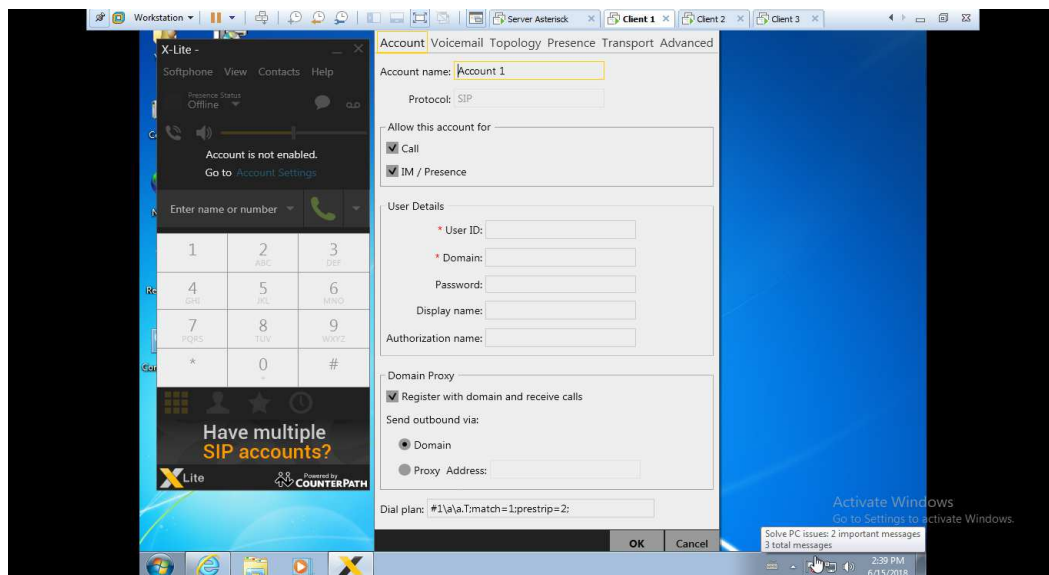 Workstation
Server Asterisck
Client 1
Client 2
Client 3
X-Lite -
Softphone View Contacts Help
Presence Status
Offline
Account is not enabled.
Go to Account Settings
Enter name or number
1 2 3
ABC DEF
4 5 6
GHI JKL MNO
7 8 9
PQRS TUV WXYZ
* 0 #
Have multiple
SIP accounts?
X Lite
Powered by
COUNTERPATH
Account Voicemail Topology Presence Transport Advanced
Account name: Account 1
Protocol: SIP
Allow this account for
Call
IM / Presence
User Details
* User ID:
* Domain:
Password:
Display name:
Authorization name:
Domain Proxy
Register with domain and receive calls
Send outbound via:
Domain
Proxy Address:
Dial plan: #1\a\a.T;match=1;prestrip=2;
OK Cancel
Activate Windows
Go to Settings to activate Windows.
Solve PC issues: 2 important messages
3 total messages
2:39 PM
6/15/2018